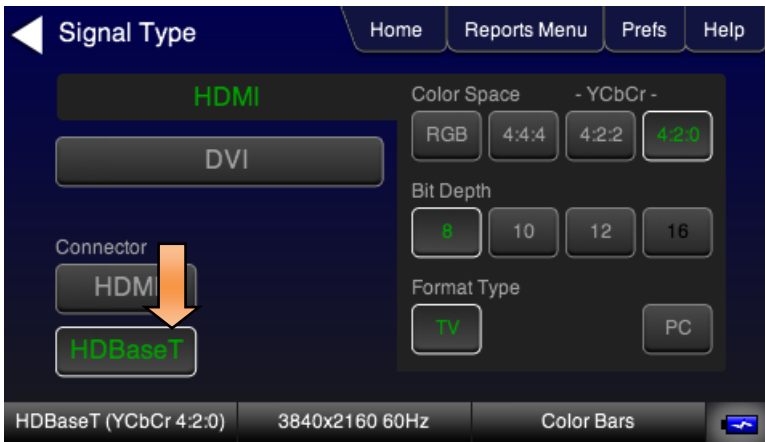 Signal Type
Home
Reports Menu
Prefs
Help
HDMI
DVI
Color Space - YCbCr -
RGB
4:4:4
4:2:2
4:2:0
Bit Depth
8
10
12
16
Connector
HDMI
HDBaseT
Format Type
TV
PC
HDBaseT (YCbCr 4:2:0)
3840x2160 60Hz
Color Bars